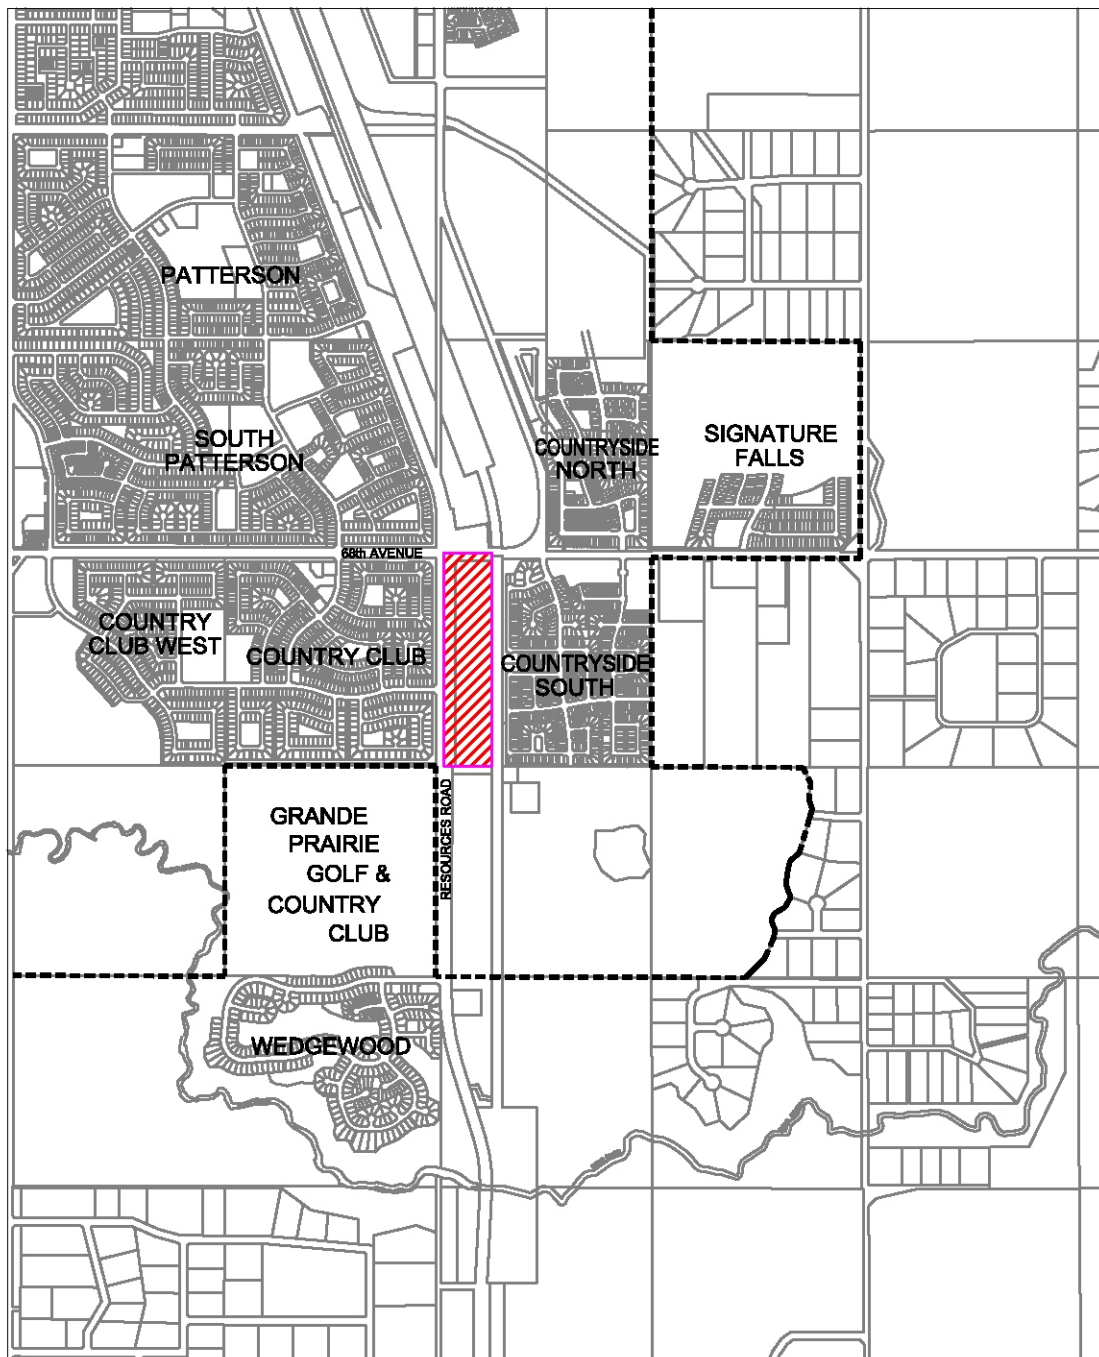 PATTERSON
SOUTH
PATTERSON
COUNTRYSIDE
NORTH
SIGNATURE
FALLS
68th AVENUE
COUNTRY
CLUB WEST
COUNTRY CLUB
COUNTRYSIDE
SOUTH
GRANDE
PRAIRIE
GOLF &
COUNTRY
CLUB
RESOURCES ROAD
WEDGEWOOD